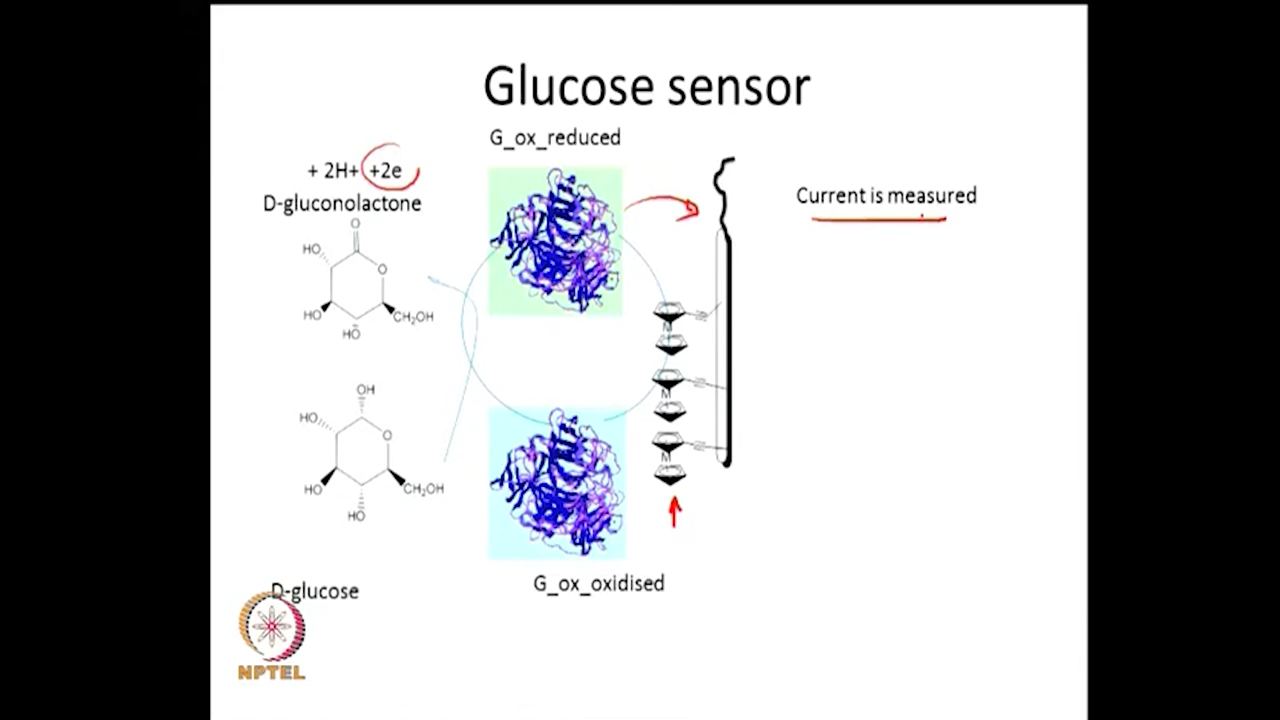 Glucose sensor
G_ox_reduced
+ 2H+ +2e
D-gluconolactone
Current is measured
O
HO
O
HO
CH₂OH
HO
M
OH
HO
O
M
HO
CH₂OH
HO
M
G_ox_oxidised
D-glucose
NPTEL